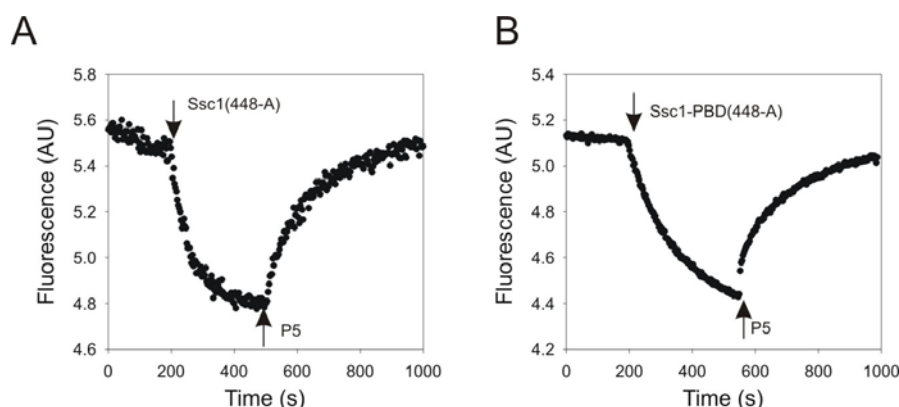 A
5.8
5.6
5.4
5.2
5.0
4.8
4.6
Fluorescence (AU)
Ssc1(448-A)
P5
0 200 400 600 800 1000
Time (s)
B
5.4
5.2
5.0
4.8
4.6
4.4
4.2
Fluorescence (AU)
Ssc1-PBD(448-A)
P5
0 200 400 600 800 1000
Time (s)